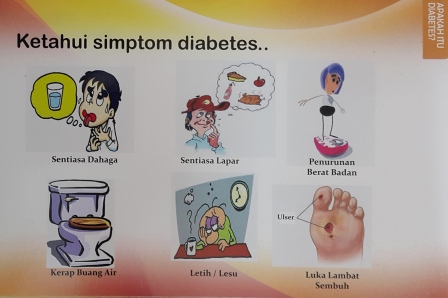 APAKAH ITU
DIABETES?
Ketahui simptom diabetes..
Sentiasa Dahaga
Sentiasa Lapar
Penurunan
Berat Badan
Kerap Buang Air
Letih / Lesu
Ulser
Luka Lambat
Sembuh